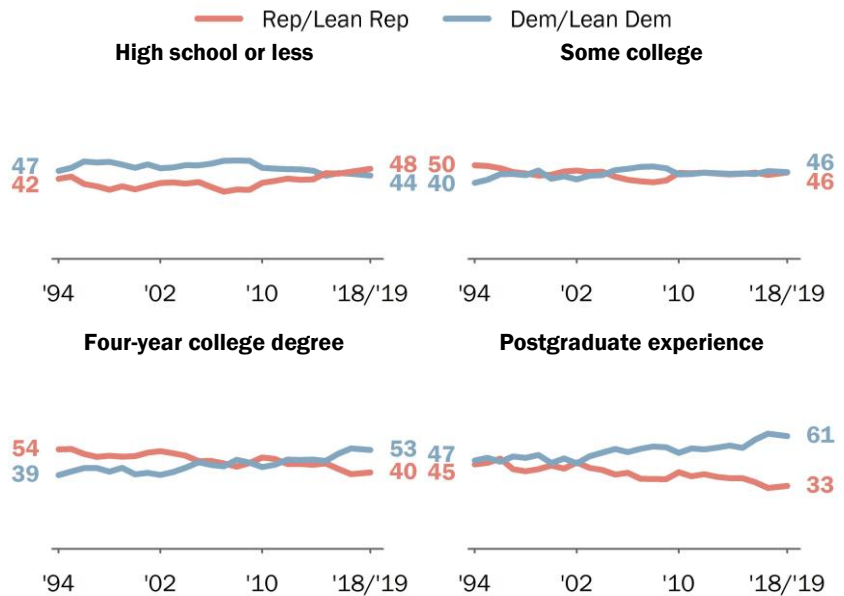 Rep/Lean Rep Dem/Lean Dem
High school or less
47
42
48
44
'94 '02 '10 '18/'19
Some college
50
40
46
46
'94 '02 '10 '18/'19
Four-year college degree
54
39
53
40
'94 '02 '10 '18/'19
Postgraduate experience
47
45
61
33
'94 '02 '10 '18/'19